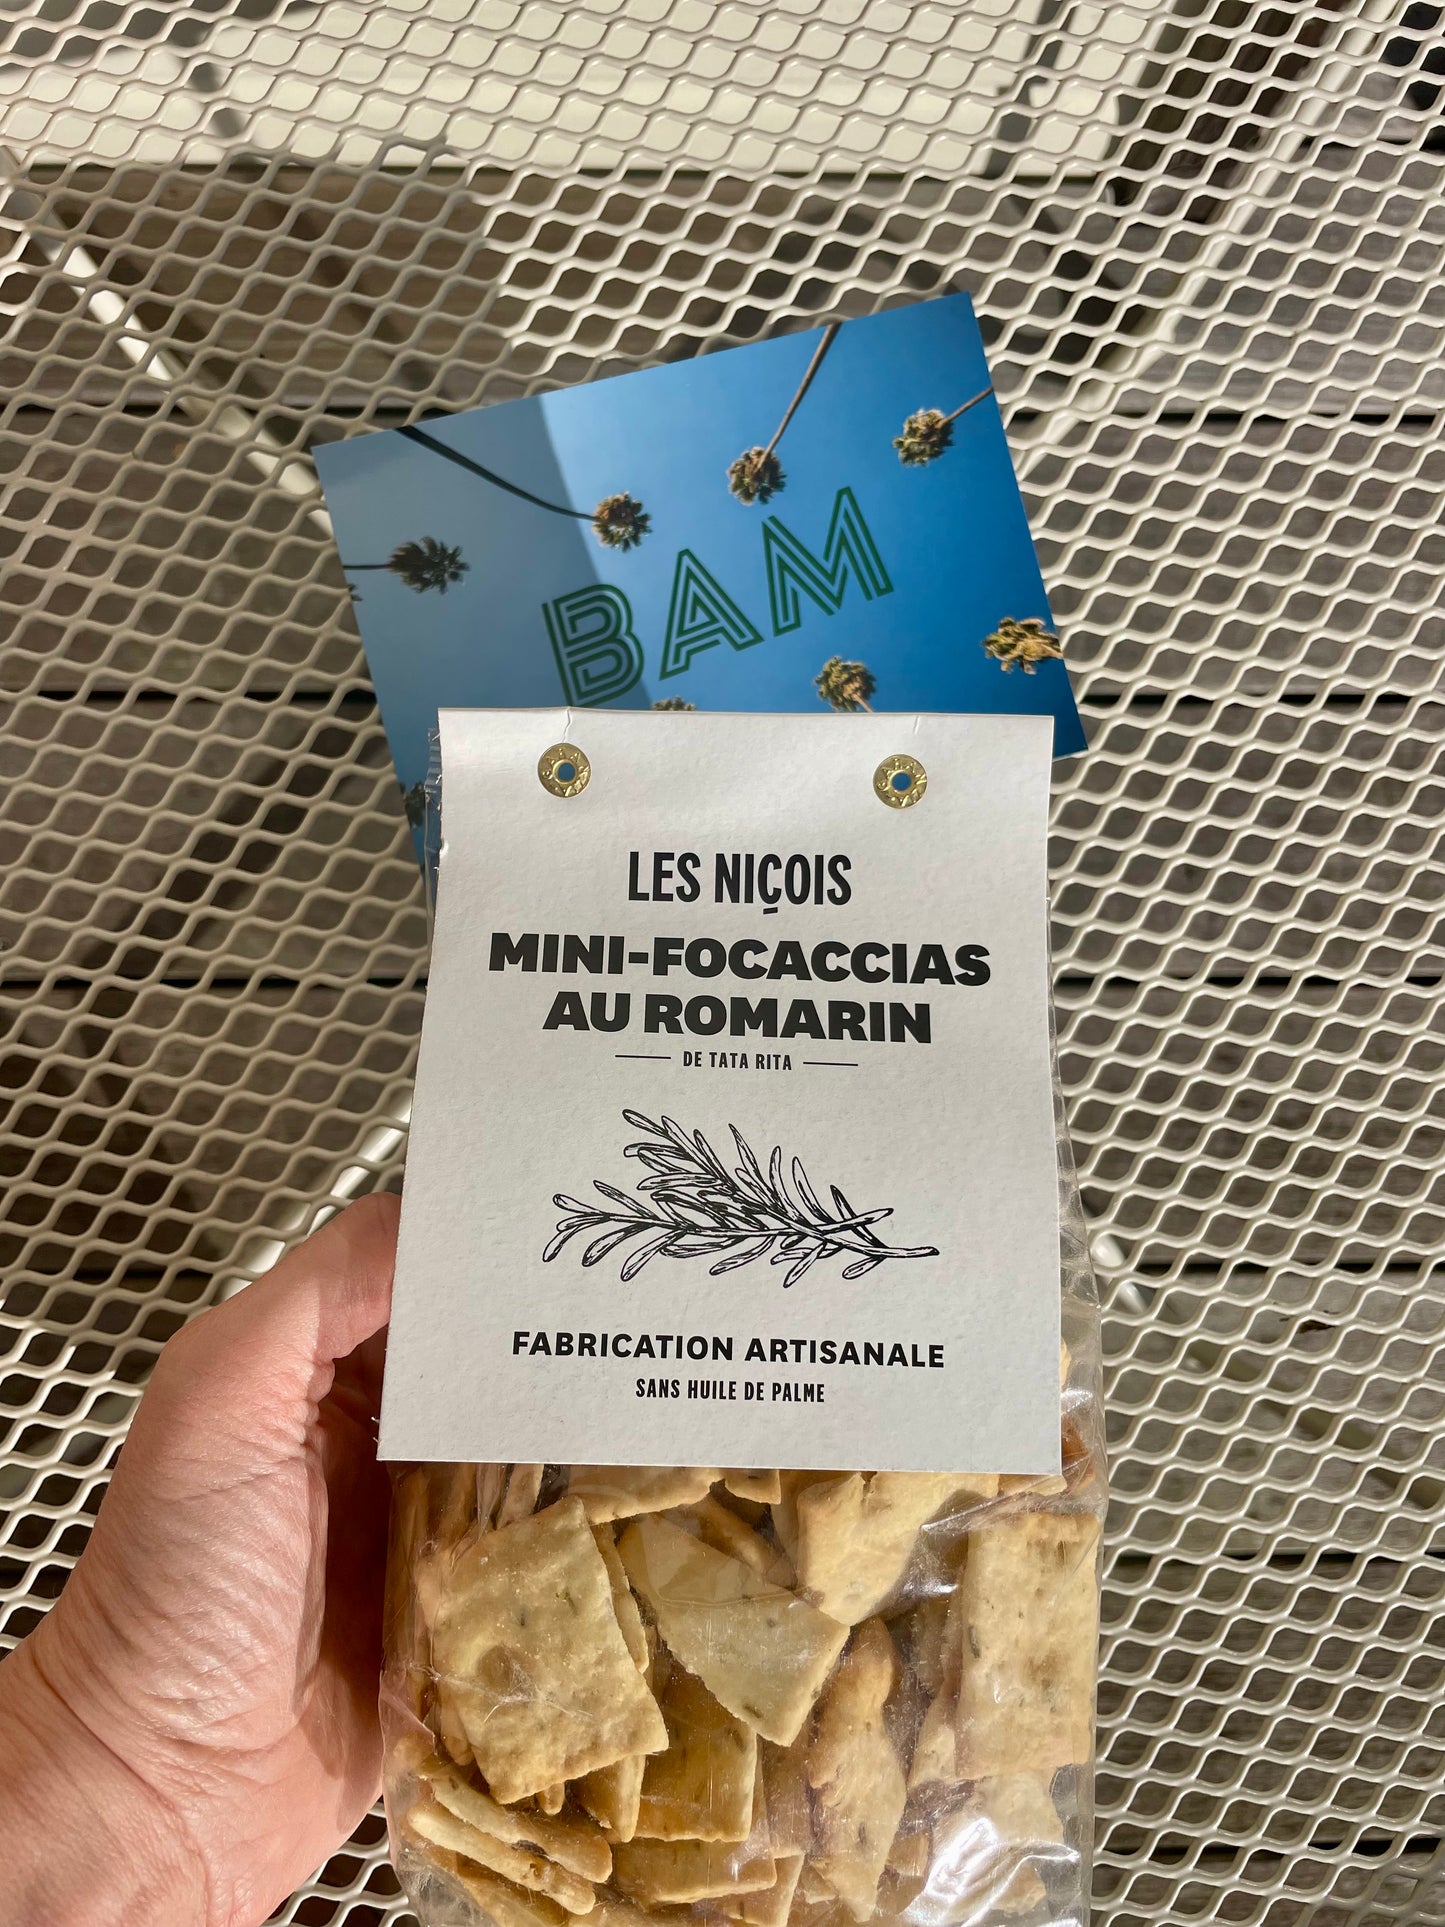 BAM
LES NIÇOIS
MINI-FOCACCIAS
AU ROMARIN
DE TATA RITA
FABRICATION ARTISANALE
SANS HUILE DE PALME